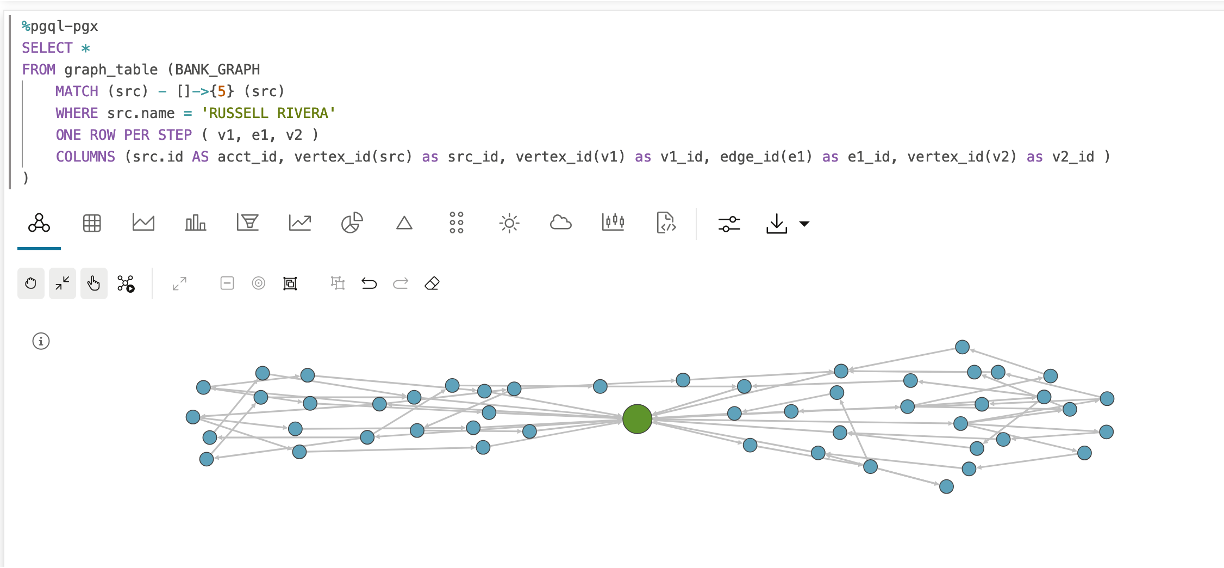 %pgql-pgx
SELECT *
FROM graph_table (BANK_GRAPH
MATCH (src) - []->{5} (src)
WHERE src.name = 'RUSSELL RIVERA'
ONE ROW PER STEP ( v1, e1, v2 )
COLUMNS (src.id AS acct_id, vertex_id(src) as src_id, vertex_id(v1) as v1_id, edge_id(e1) as e1_id, vertex_id(v2) as v2_id )
)